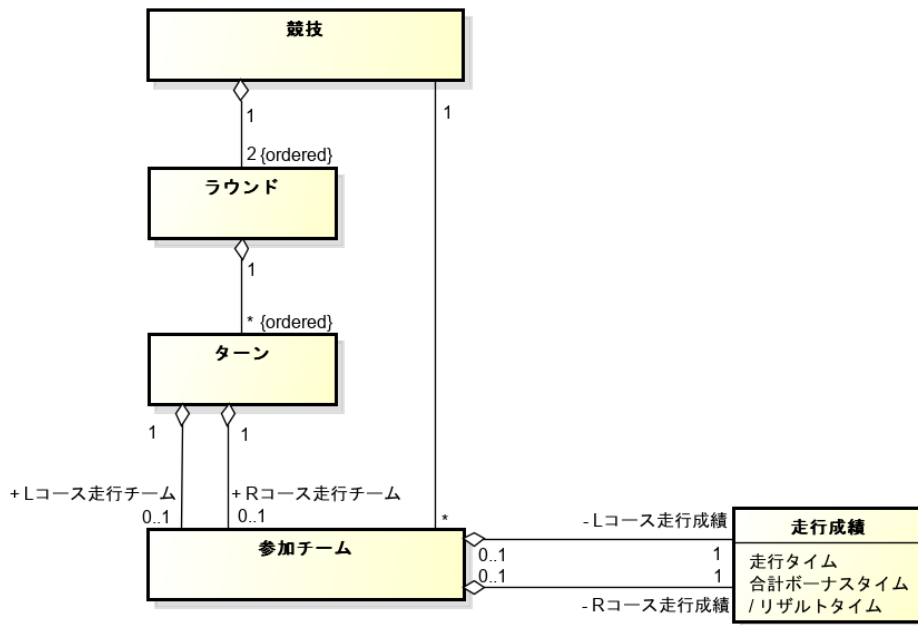 競技
1
1
2 {ordered}
ラウンド
1
* {ordered}
ターン
1
1
+ Lコース走行チーム
+ Rコース走行チーム
0..1
0..1
*
参加チーム
- Lコース走行成績
0..1
1
0..1
1
- Rコース走行成績
走行成績
走行タイム
合計ボーナスタイム
/ リザルトタイム